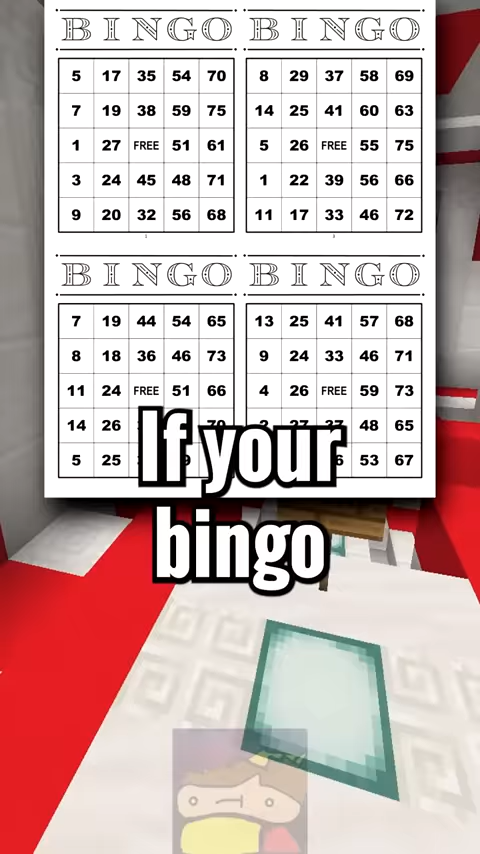 BINGO BINGO
5 17 35 54 70
7 19 38 59 75
1 27 FREE 51 61
3 24 45 48 71
9 20 32 56 68
8 29 37 58 69
14 25 41 60 63
5 26 FREE 55 75
1 22 39 56 66
11 17 33 46 72
BINGO BINGO
7 19 44 54 65
8 18 36 46 73
11 24 FREE 51 66
14 26
5 25
13 25 41 57 68
9 24 33 46 71
4 26 FREE 59 73
48 65
53 67
If your
bingo